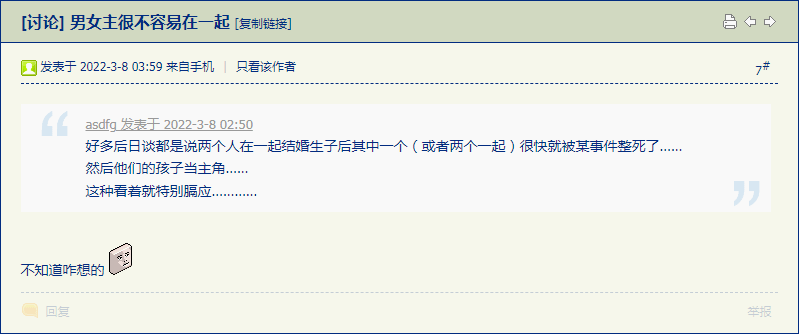 [讨论] 男女主很不容易在一起 [复制链接]
发表于 2022-3-8 03:59 来自手机 | 只看该作者
7#
asdfg 发表于 2022-3-8 02:50
好多后日谈都是说两个人在一起结婚生子后其中一个（或者两个一起）很快就被某事件整死了......
然后他们的孩子当主角......
这种看着就特别膈应............
不知道咋想的
回复
举报